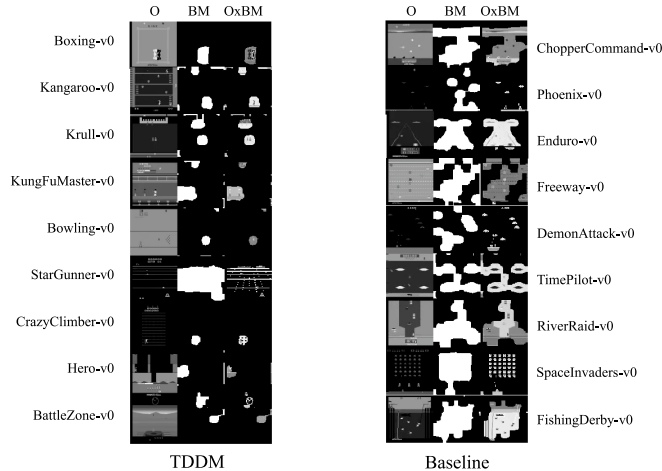 O BM OxBM
Boxing-v0
Kangaroo-v0
Krull-v0
KungFuMaster-v0
Bowling-v0
StarGunner-v0
CrazyClimber-v0
Hero-v0
BattleZone-v0
TDDM
O BM OxBM
ChopperCommand-v0
Phoenix-v0
Enduro-v0
Freeway-v0
DemonAttack-v0
TimePilot-v0
RiverRaid-v0
SpaceInvaders-v0
FishingDerby-v0
Baseline